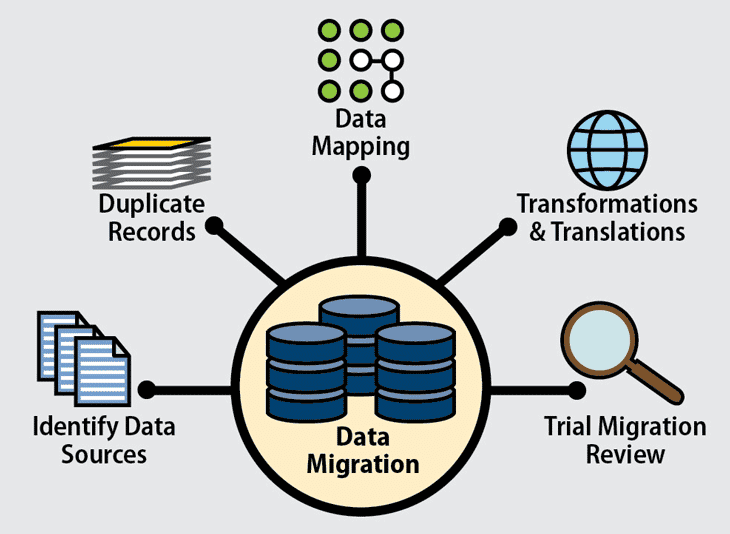 Data
Mapping
Duplicate
Records
Transformations
& Translations
Identify Data
Sources
Data
Migration
Trial Migration
Review